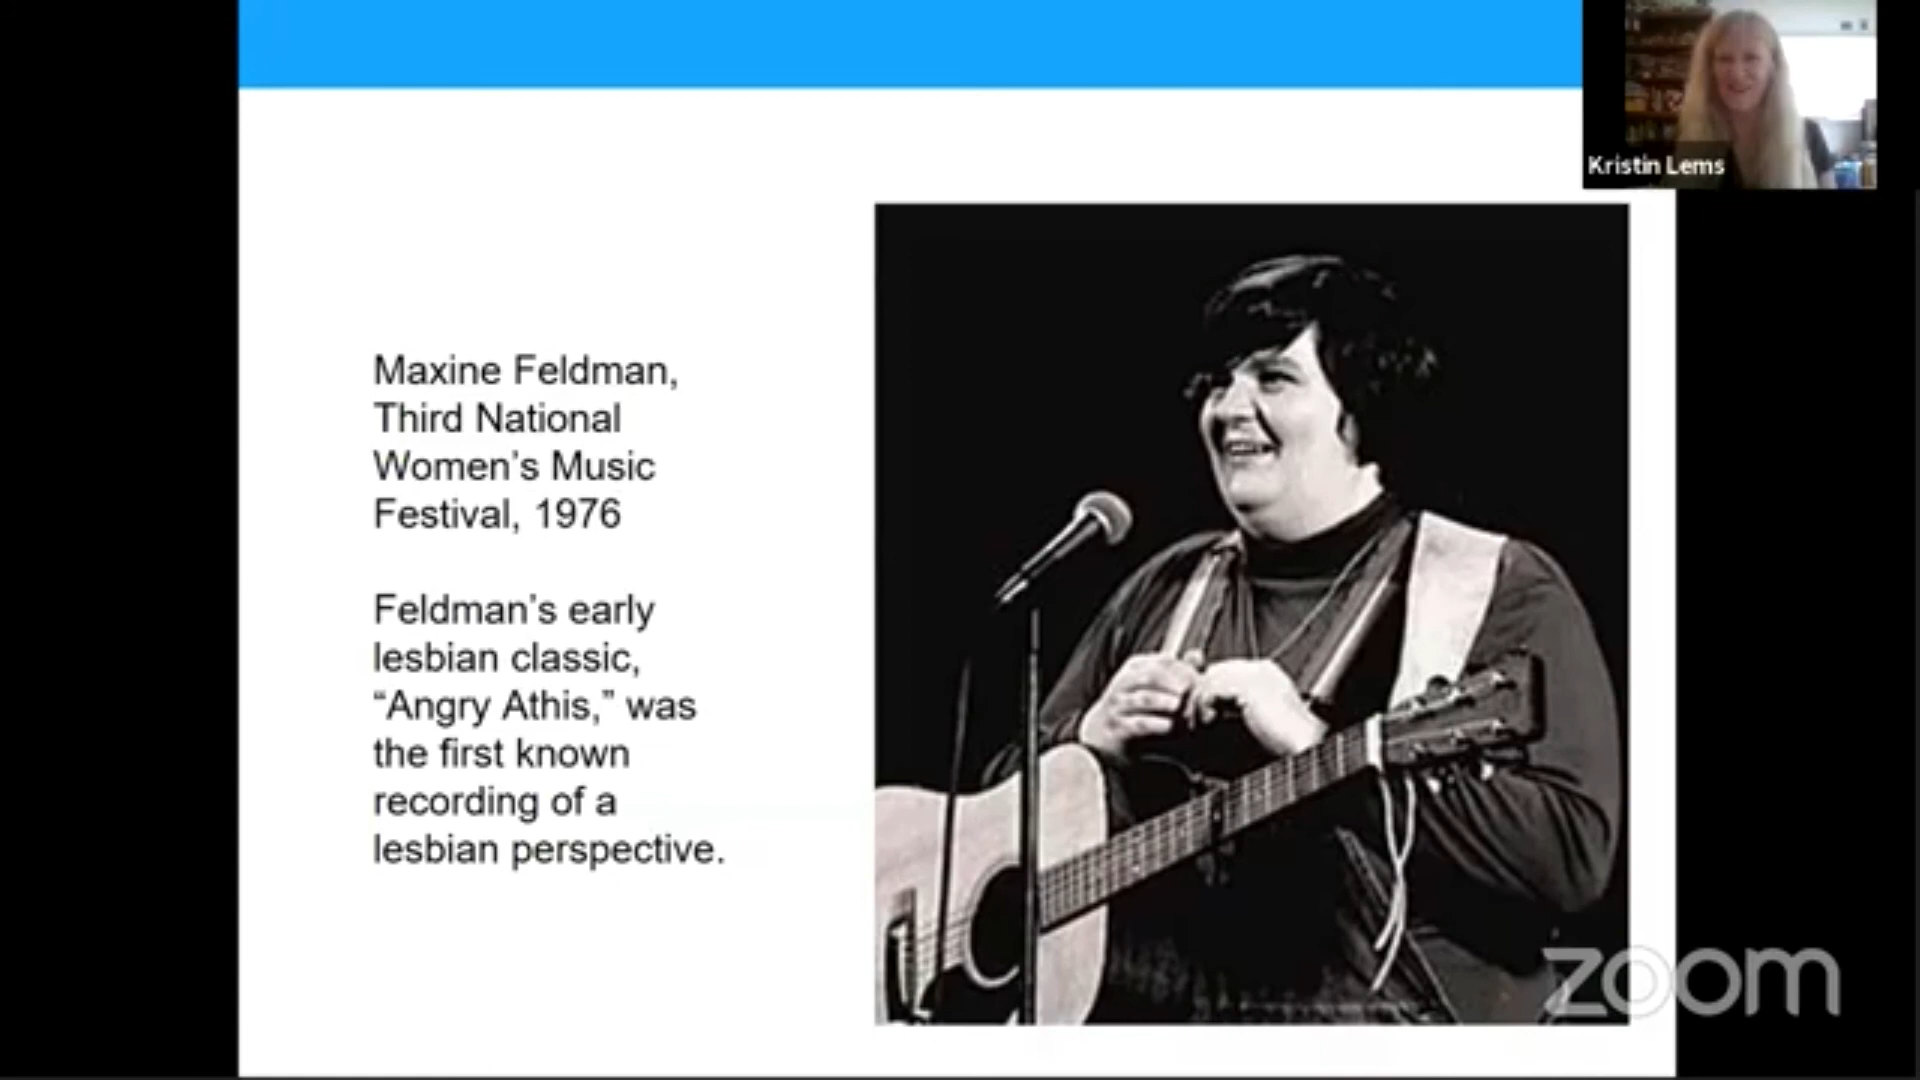 Kristin Lems
Maxine Feldman,
Third National
Women’s Music
Festival, 1976
Feldman’s early
lesbian classic,
“Angry Athis,” was
the first known
recording of a
lesbian perspective.
zoom